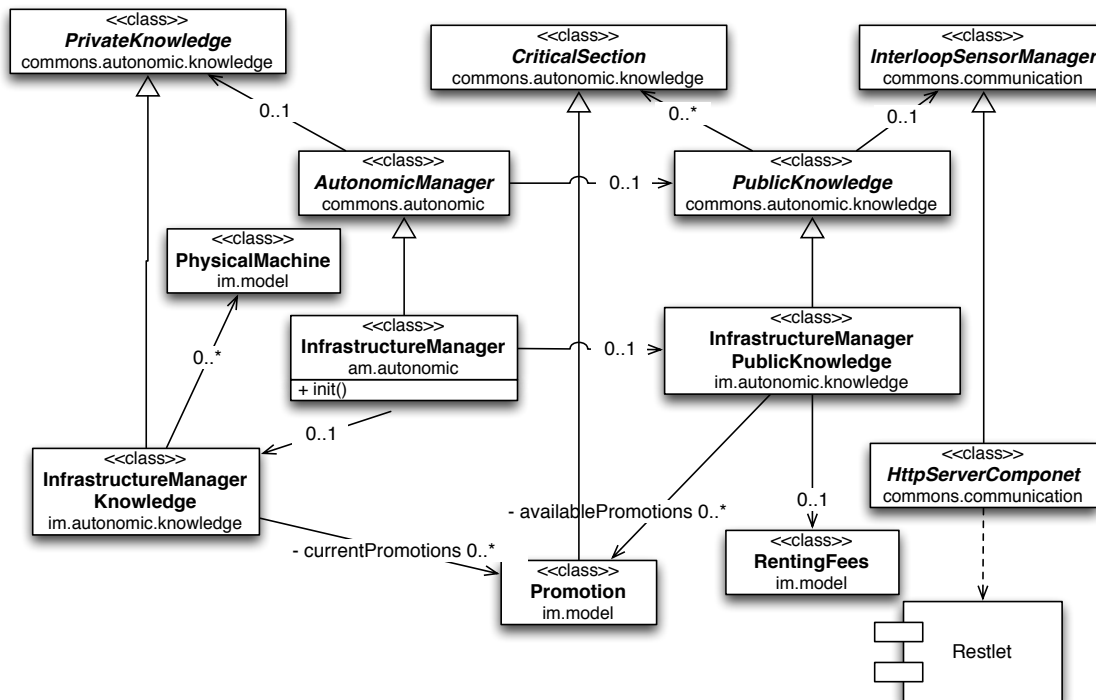 <<class>>
PrivateKnowledge
commons.autonomic.knowledge
<<class>>
CriticalSection
commons.autonomic.knowledge
<<class>>
InterloopSensorManager
commons.communication
0..1
0..*
0..1
<<class>>
AutonomicManager
commons.autonomic
0..1
<<class>>
PublicKnowledge
commons.autonomic.knowledge
<<class>>
PhysicalMachine
im.model
<<class>>
InfrastructureManager
am.autonomic
+ init()
0..1
<<class>>
InfrastructureManager
PublicKnowledge
im.autonomic.knowledge
0..*
0..1
<<class>>
InfrastructureManager
Knowledge
im.autonomic.knowledge
<<class>>
HttpServerComponet
commons.communication
0..1
- availablePromotions 0..*
- currentPromotions 0..*
<<class>>
RentingFees
im.model
<<class>>
Promotion
im.model
Restlet